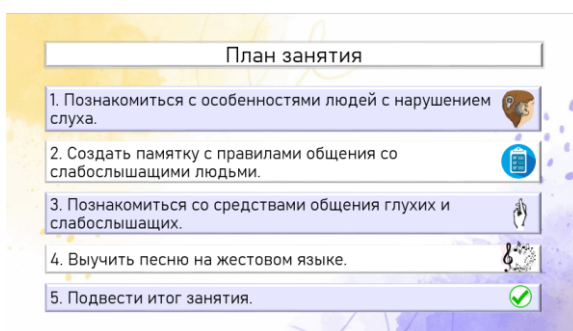 План занятия
1. Познакомиться с особенностями людей с нарушением
слуха.
2. Создать памятку с правилами общения со
слабослышащими людьми.
3. Познакомиться со средствами общения глухих и
слабослышащих.
4. Выучить песню на жестовом языке.
5. Подвести итог занятия.